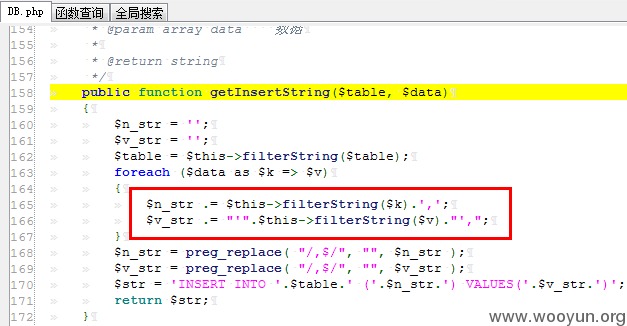 DB.php 函数查询 全局搜索
154 * @param array data 数据
155 *
156 * @return string
157 */
158 public function getInsertString($table, $data)
159 {
160 $n_str = '';
161 $v_str = '';
162 $table = $this->filterString($table);
163 foreach ($data as $k => $v)
164 {
165 $n_str .= $this->filterString($k).',';
166 $v_str .= "'".$this->filterString($v)."',";
167 }
168 $n_str = preg_replace( "/,$/", "", $n_str );
169 $v_str = preg_replace( "/,$/", "", $v_str );
170 $str = 'INSERT INTO '.$table.' ('.$n_str.') VALUES('.$v_str.')';
171 return $str;
172 }
www.wooyun.org